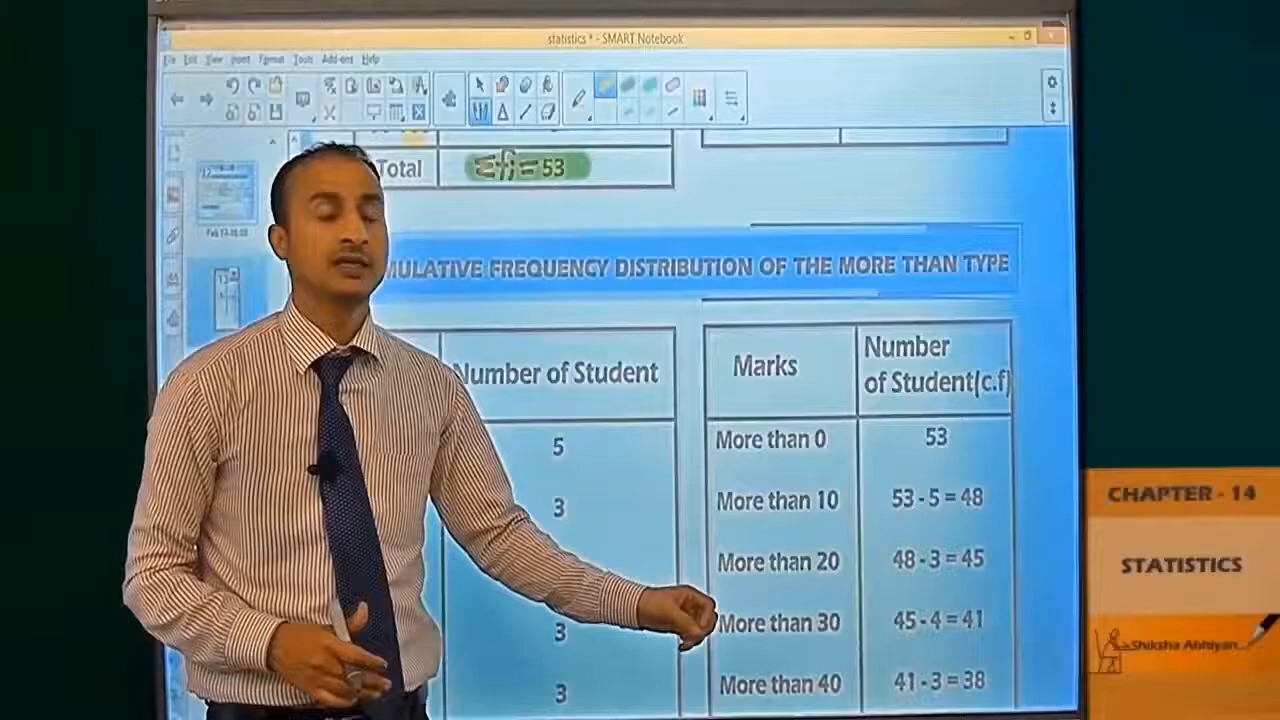 statistics * - SMART Notebook
File Edit View Insert Format Tools Add-ons Help
Total
Σfi = 53
MULATIVE FREQUENCY DISTRIBUTION OF THE MORE THAN TYPE
Number of Student
5
3
3
3
Marks
Number
of Student(c.f)
More than 0
53
More than 10
53 - 5 = 48
More than 20
48 - 3 = 45
More than 30
45 - 4 = 41
More than 40
41 - 3 = 38
CHAPTER - 14
STATISTICS
Shiksha Abhiyan